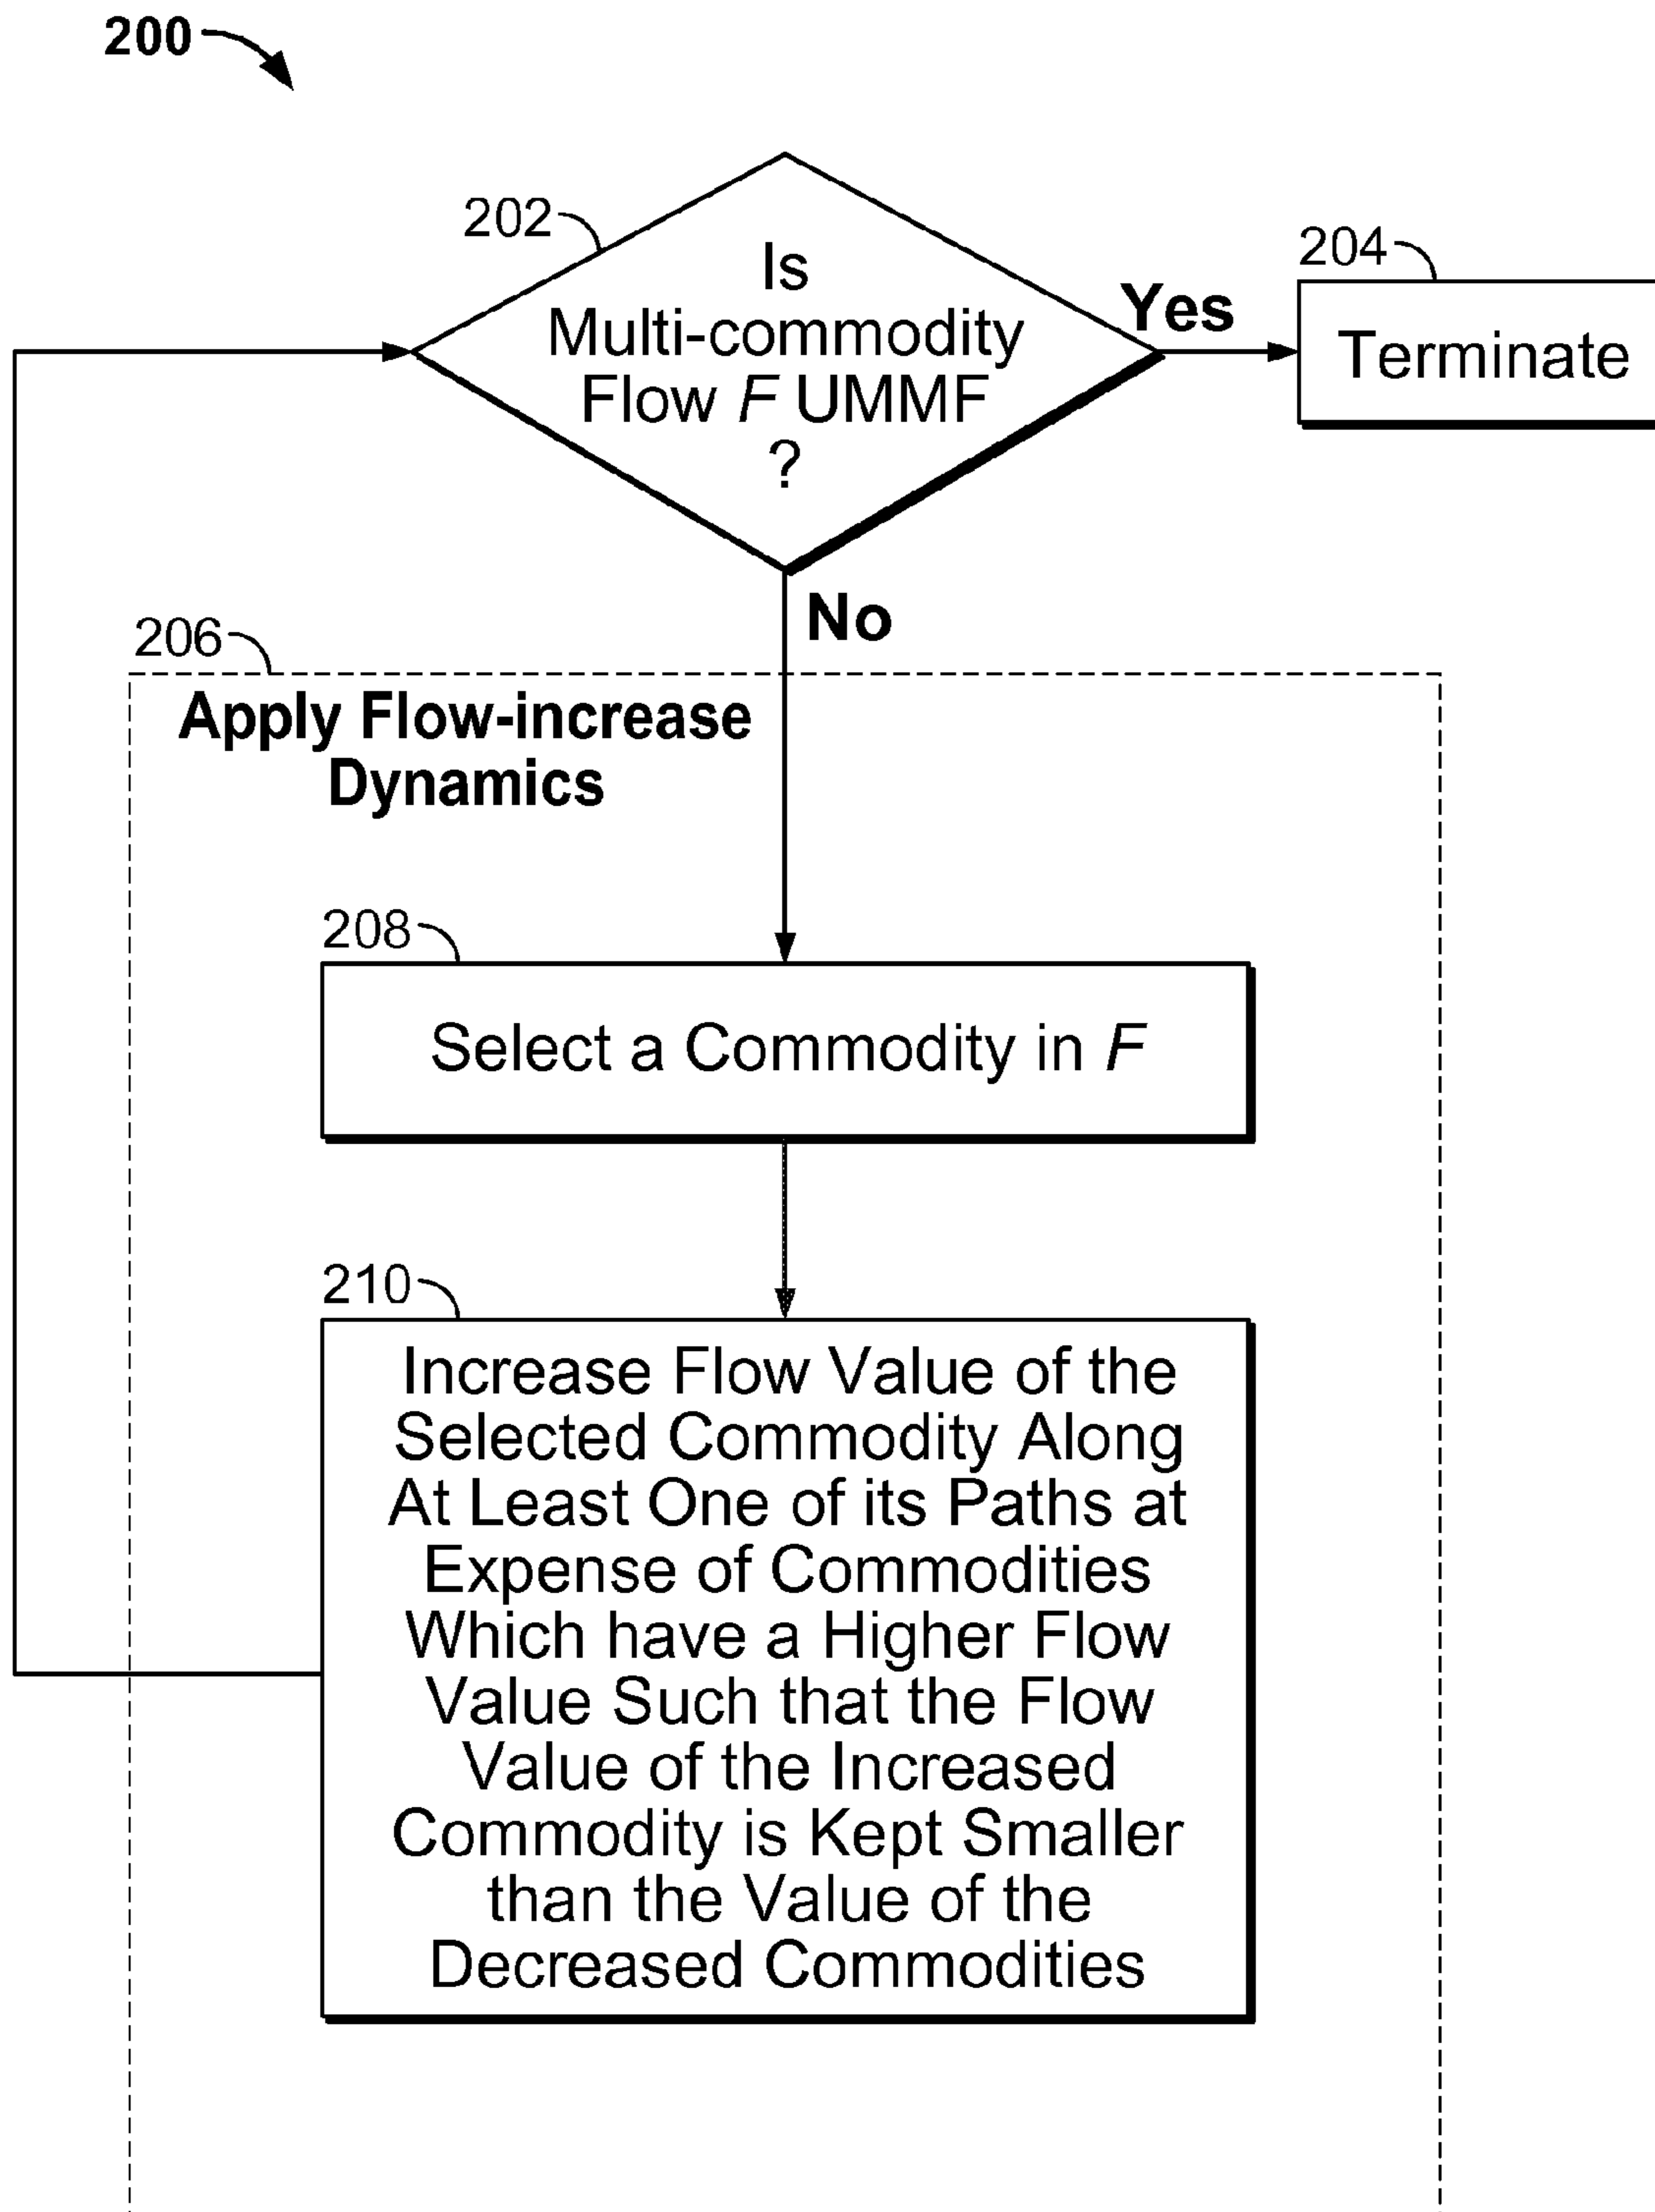 200
202
Is
Multi-commodity
Flow F UMMF
?
Yes
204
Terminate
No
206
Apply Flow-increase
Dynamics
208
Select a Commodity in F
210
Increase Flow Value of the
Selected Commodity Along
At Least One of its Paths at
Expense of Commodities
Which have a Higher Flow
Value Such that the Flow
Value of the Increased
Commodity is Kept Smaller
than the Value of the
Decreased Commodities